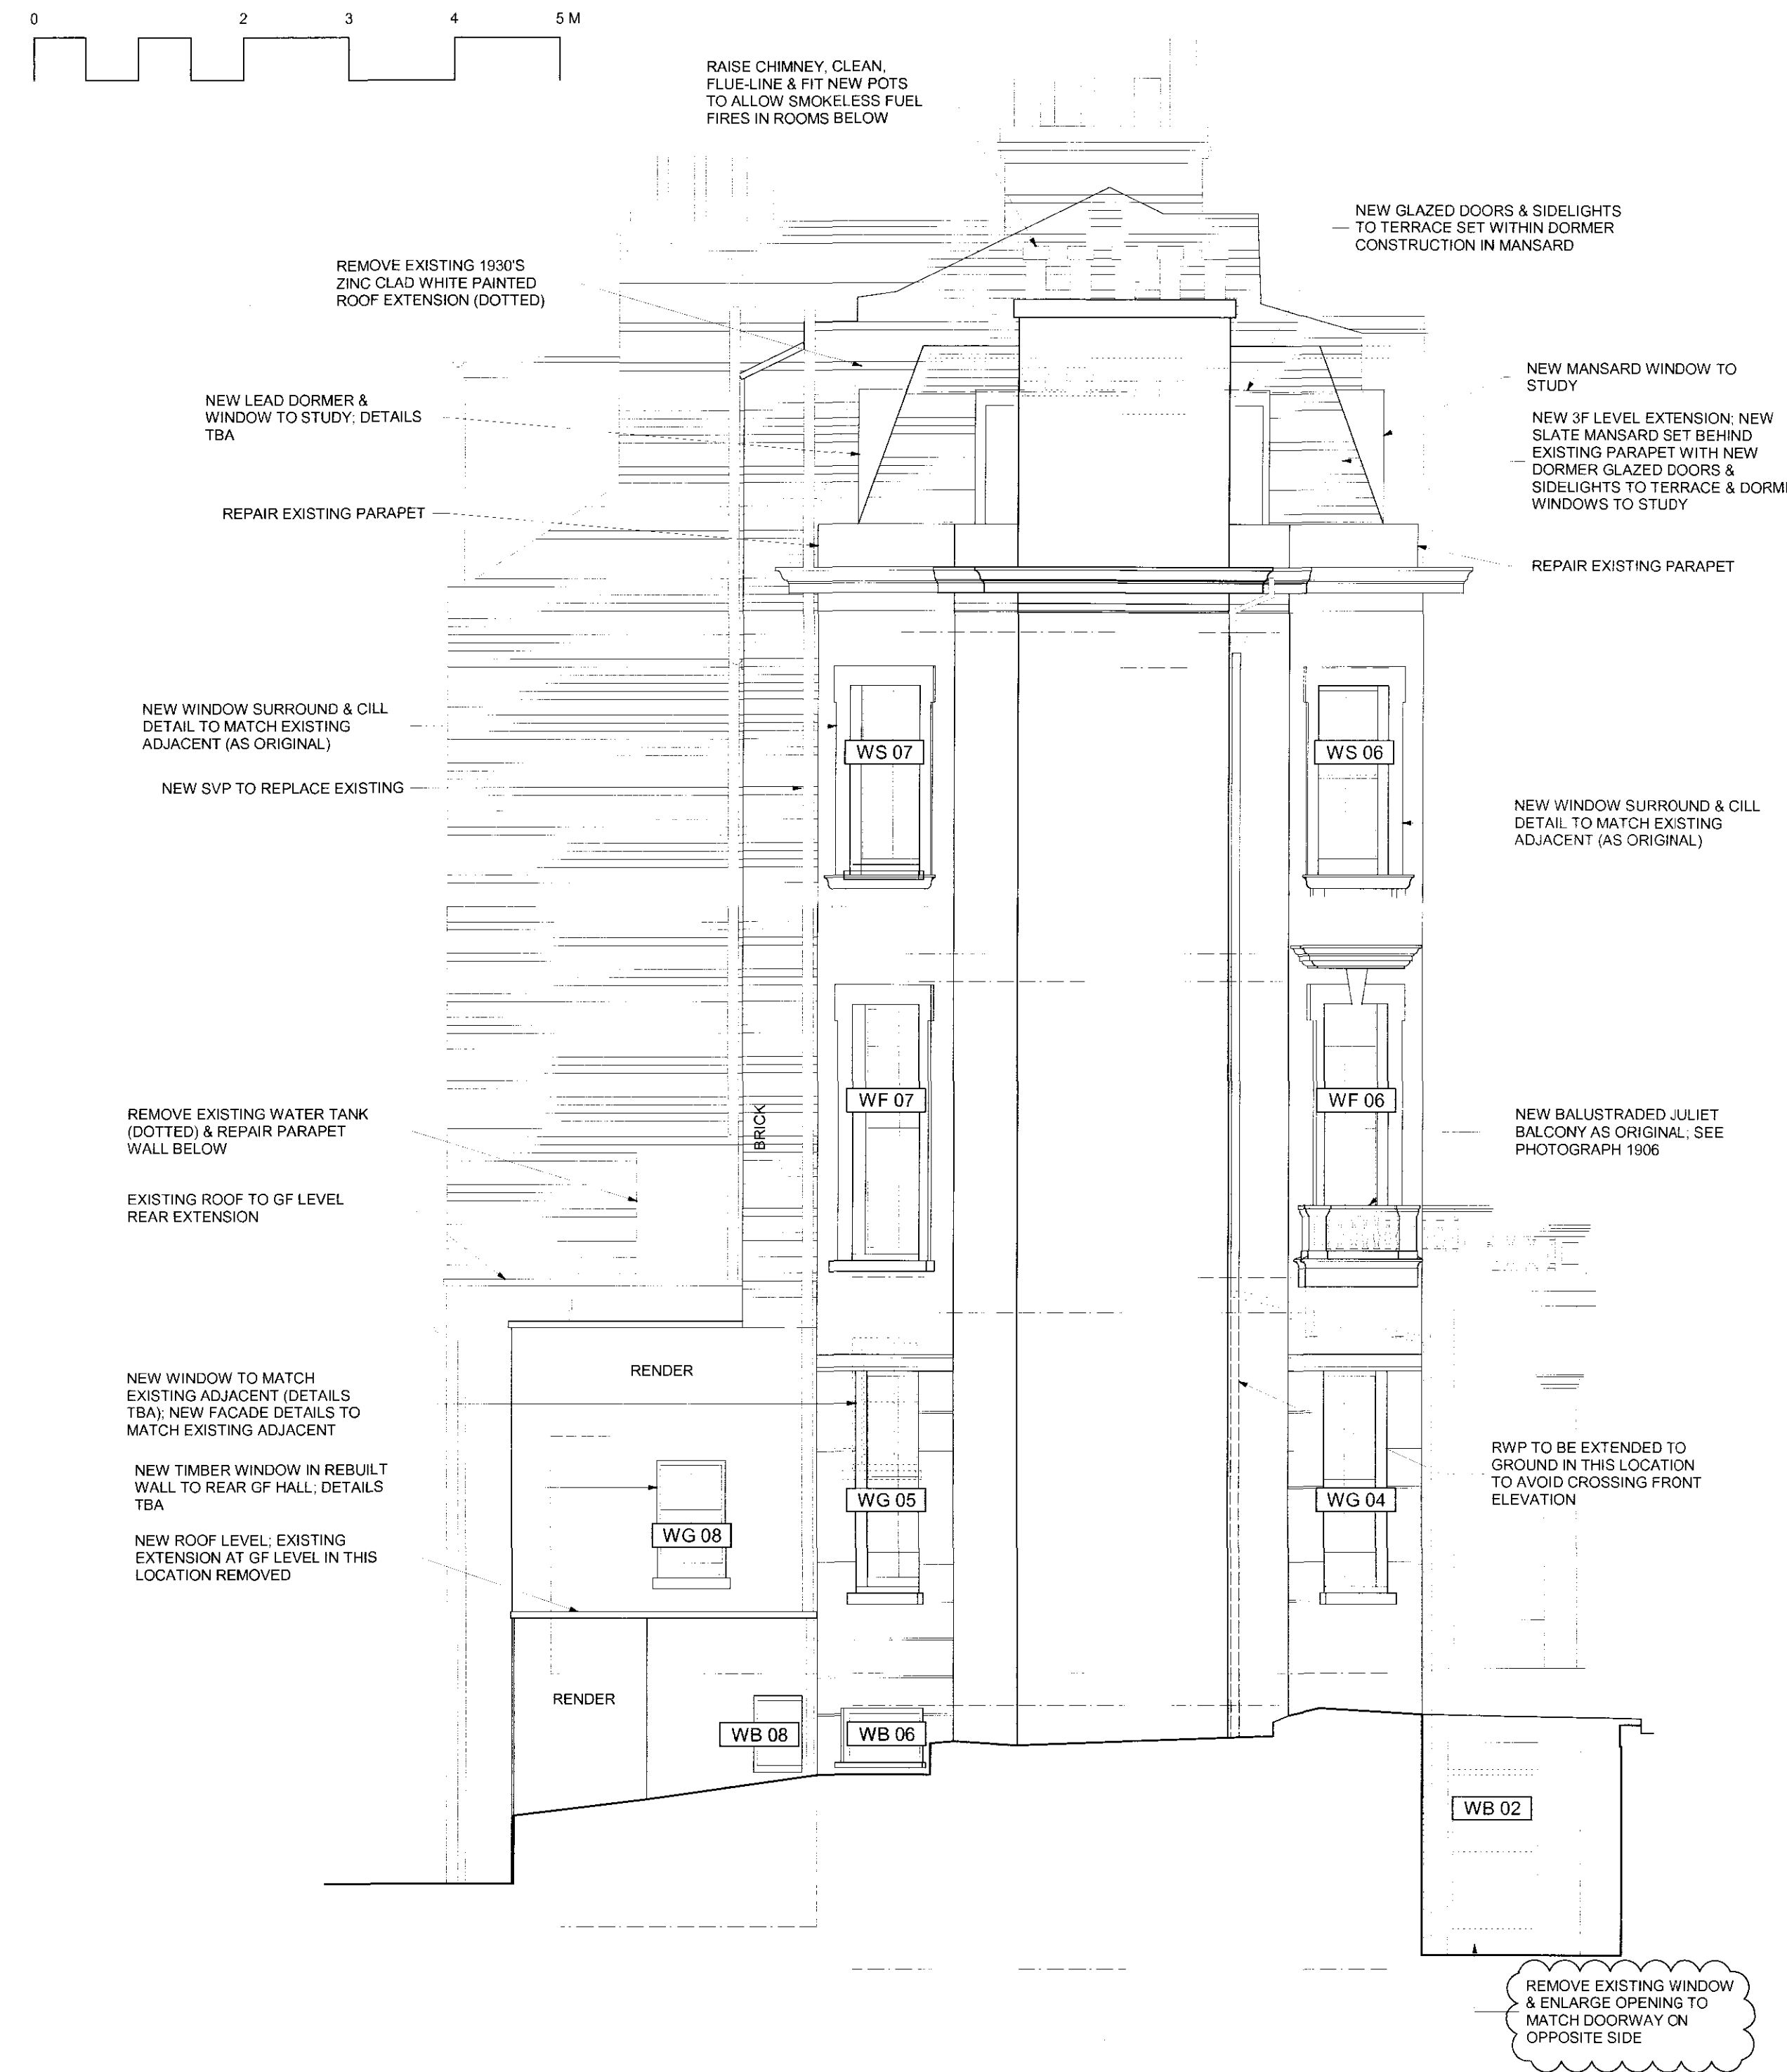 0 2 3 4 5 M
RAISE CHIMNEY, CLEAN,
FLUE-LINE & FIT NEW POTS
TO ALLOW SMOKELESS FUEL
FIRES IN ROOMS BELOW
NEW GLAZED DOORS & SIDELIGHTS
TO TERRACE SET WITHIN DORMER
CONSTRUCTION IN MANSARD
REMOVE EXISTING 1930'S
ZINC CLAD WHITE PAINTED
ROOF EXTENSION (DOTTED)
NEW MANSARD WINDOW TO
STUDY
NEW LEAD DORMER &
WINDOW TO STUDY; DETAILS
TBA
NEW 3F LEVEL EXTENSION; NEW
SLATE MANSARD SET BEHIND
EXISTING PARAPET WITH NEW
DORMER GLAZED DOORS &
SIDELIGHTS TO TERRACE & DORM
WINDOWS TO STUDY
REPAIR EXISTING PARAPET
REPAIR EXISTING PARAPET
NEW WINDOW SURROUND & CILL
DETAIL TO MATCH EXISTING
ADJACENT (AS ORIGINAL)
WS 07
WS 06
NEW SVP TO REPLACE EXISTING
NEW WINDOW SURROUND & CILL
DETAIL TO MATCH EXISTING
ADJACENT (AS ORIGINAL)
WF 07
WF 06
BRICK
REMOVE EXISTING WATER TANK
(DOTTED) & REPAIR PARAPET
WALL BELOW
NEW BALUSTRADED JULIET
BALCONY AS ORIGINAL; SEE
PHOTOGRAPH 1906
EXISTING ROOF TO GF LEVEL
REAR EXTENSION
RENDER
NEW WINDOW TO MATCH
EXISTING ADJACENT (DETAILS
TBA); NEW FACADE DETAILS TO
MATCH EXISTING ADJACENT
RWP TO BE EXTENDED TO
GROUND IN THIS LOCATION
TO AVOID CROSSING FRONT
ELEVATION
NEW TIMBER WINDOW IN REBUILT
WALL TO REAR GF HALL; DETAILS
TBA
WG 05
WG 04
WG 08
NEW ROOF LEVEL; EXISTING
EXTENSION AT GF LEVEL IN THIS
LOCATION REMOVED
RENDER
WB 08
WB 06
WB 02
REMOVE EXISTING WINDOW
& ENLARGE OPENING TO
MATCH DOORWAY ON
OPPOSITE SIDE